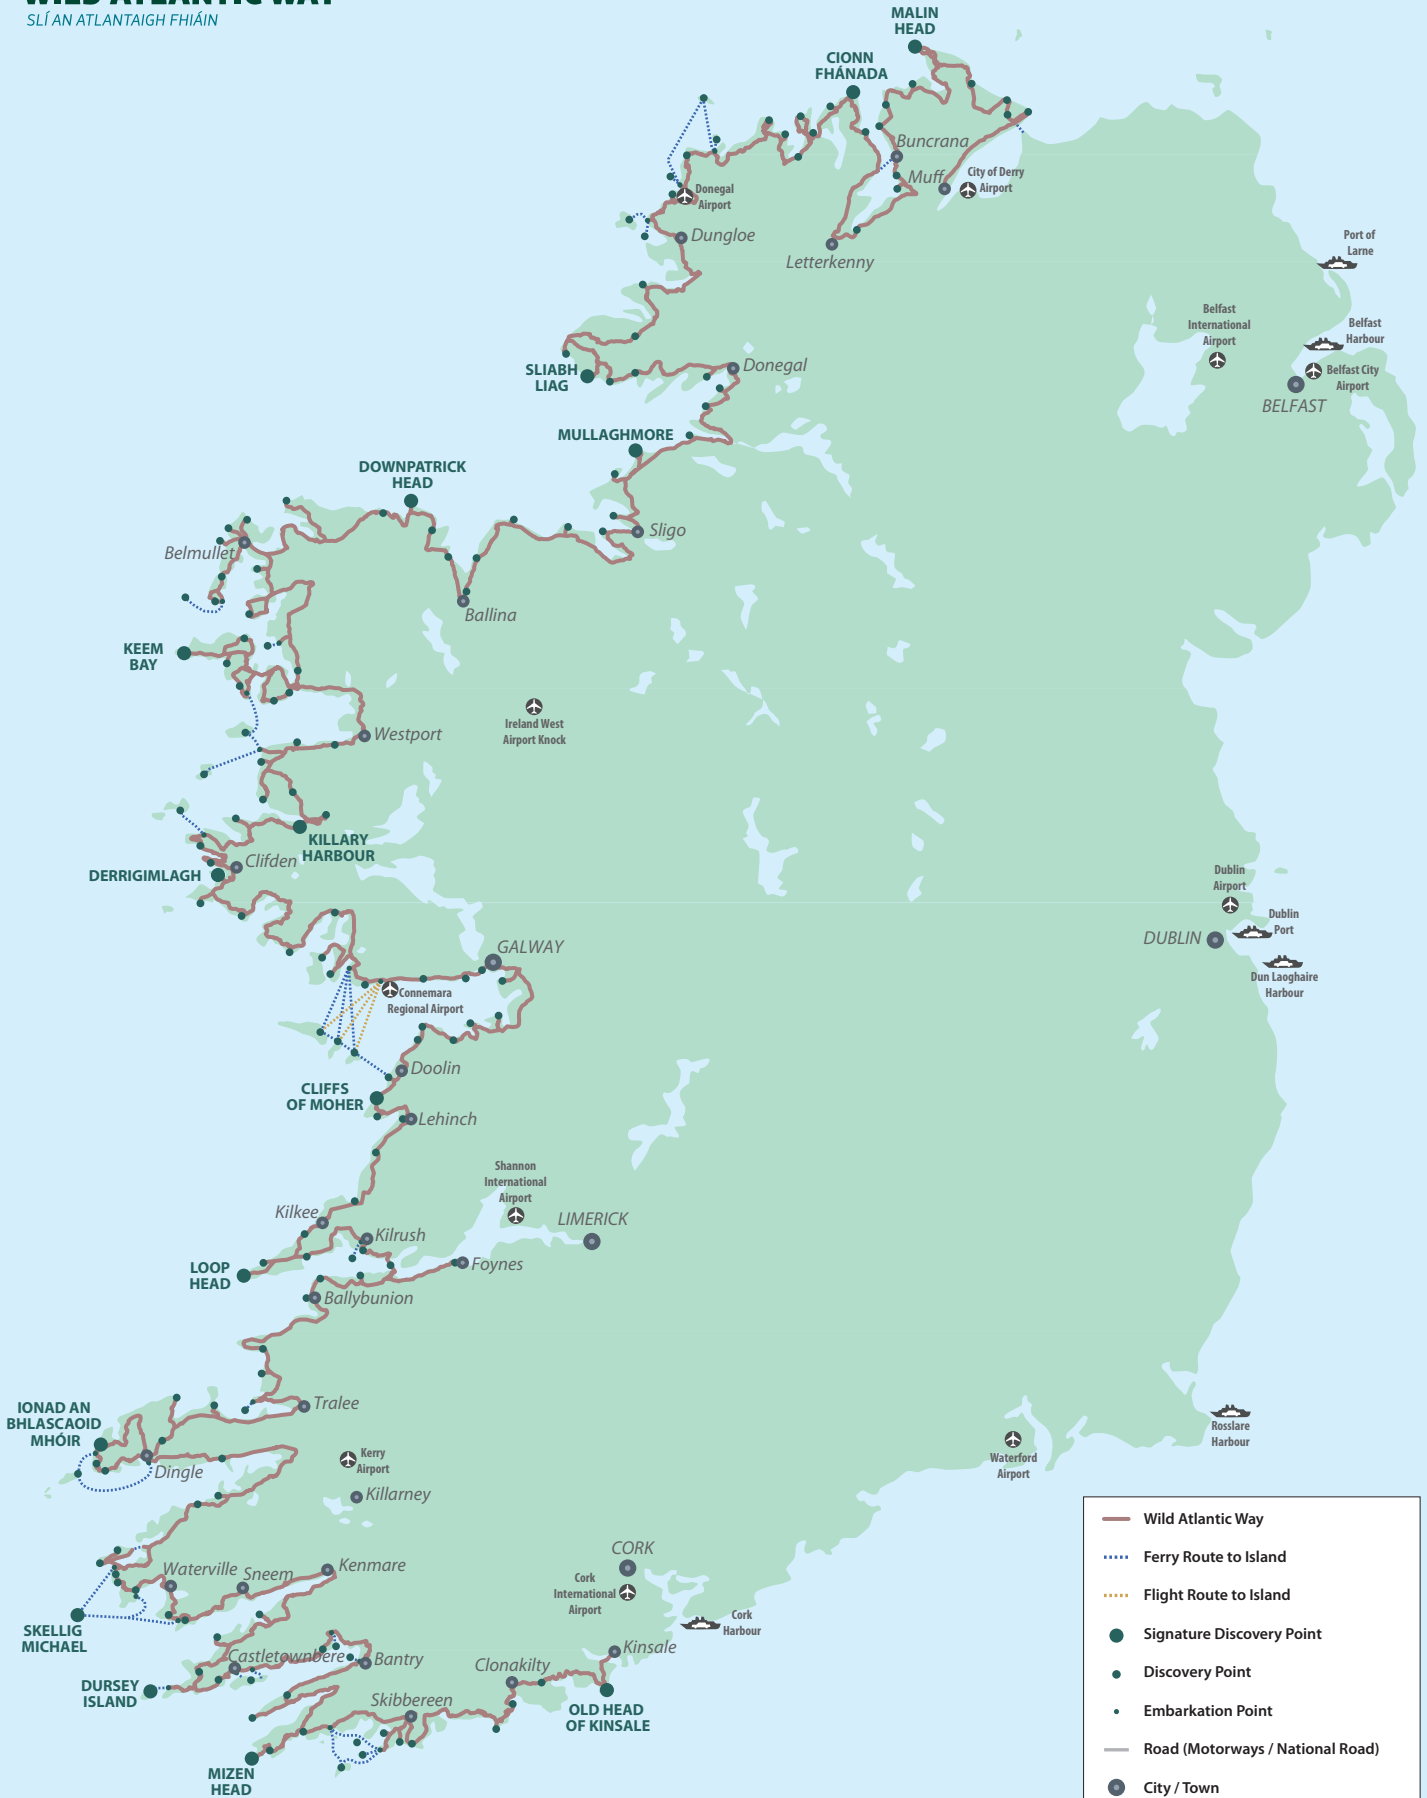 WILD ATLANTIC WAY
SLÍ AN ATLANTAIGH FHIÁIN
MALIN
HEAD
CIONN
FHÁNADA
Buncrana
Muff
City of Derry
Airport
Donegal
Airport
Dungloe
Letterkenny
Port of
Larne
Belfast
International
Airport
Belfast
Harbour
Belfast City
Airport
BELFAST
SLIABH
LIAG
Donegal
MULLAGHMORE
DOWNPATRICK
HEAD
Sligo
Belmullet
Ballina
KEEM
BAY
Westport
Ireland West
Airport Knock
KILLARY
HARBOUR
Clifden
DERRIGIMLAGH
Dublin
Airport
Dublin
Port
DUBLIN
Dun Laoghaire
Harbour
GALWAY
Connemara
Regional Airport
Doolin
CLIFFS
OF MOHER
Lehinch
Shannon
International
Airport
Kilkee
LIMERICK
Kilrush
LOOP
HEAD
Foynes
Ballybunion
Tralee
IONAD AN
BHLASCAOID
MHÓIR
Dingle
Kerry
Airport
Killarney
Waterford
Airport
Rosslare
Harbour
CORK
Cork
International
Airport
Cork
Harbour
Waterville
Sneem
Kenmare
SKELLIG
MICHAEL
Castletownbere
Bantry
DURSEY
ISLAND
Clonakilty
Kinsale
Skibbereen
OLD HEAD
OF KINSALE
MIZEN
HEAD
Wild Atlantic Way
Ferry Route to Island
Flight Route to Island
Signature Discovery Point
Discovery Point
Embarkation Point
Road (Motorways / National Road)
City / Town